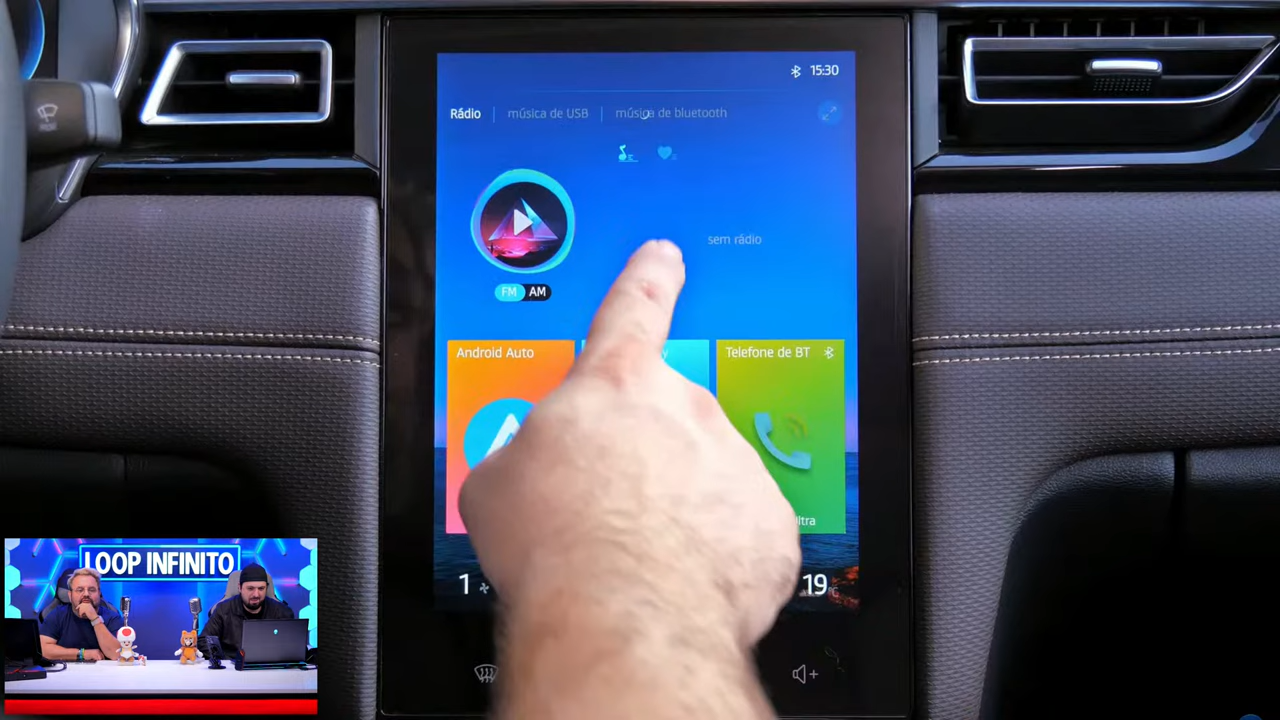 15:30
Rádio | música de USB | música de bluetooth
sem rádio
FM AM
Android Auto
Telefone de BT
ltra
1
19°C
LOOP INFINITO